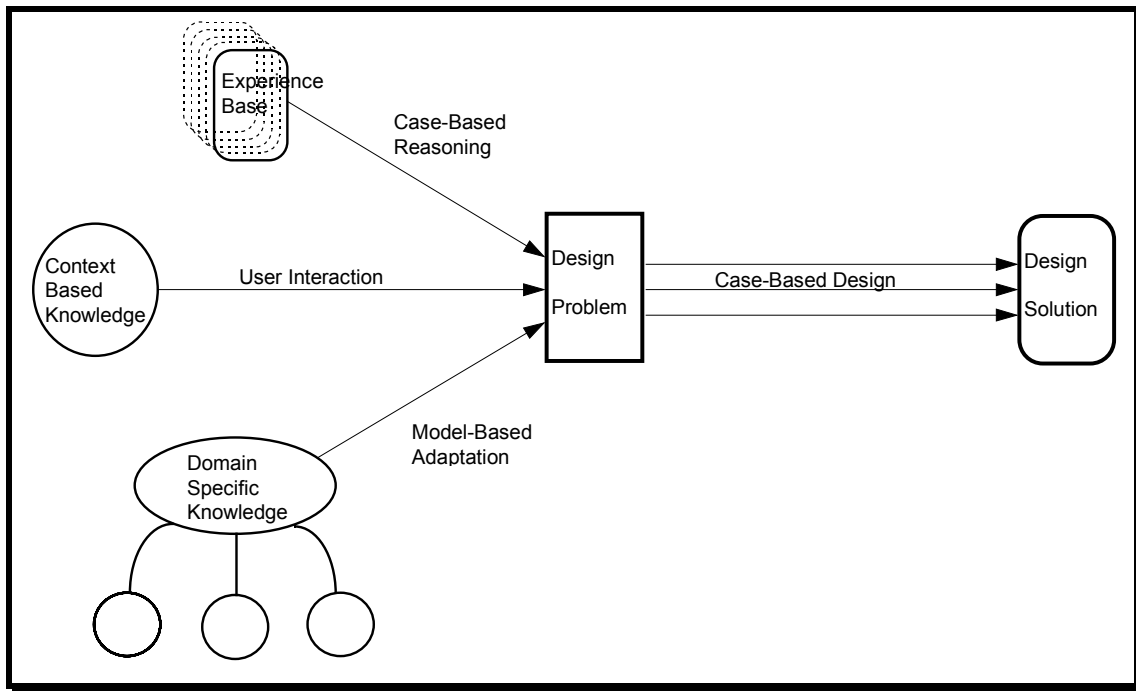 Experience
Base
Case-Based
Reasoning
Context
Based
Knowledge
User Interaction
Design
Problem
Case-Based Design
Design
Solution
Model-Based
Adaptation
Domain
Specific
Knowledge